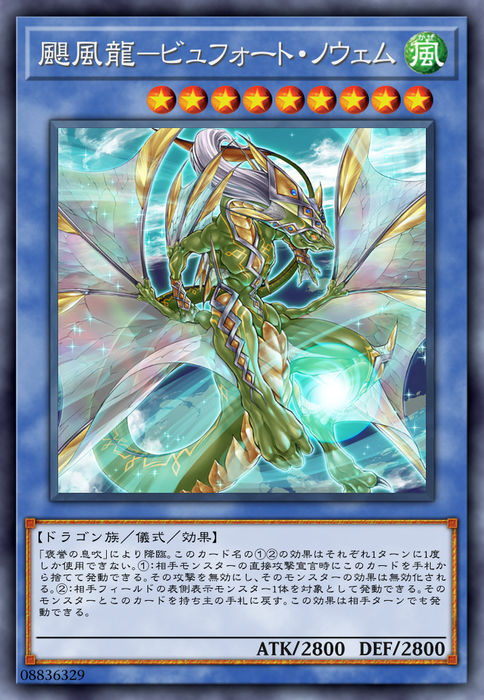 颶風龍－ビュフォート・ノウェム
風
かぜ
【ドラゴン族／儀式／効果】
「褒誉の息吹」により降臨。このカード名の①②の効果はそれぞれ1ターンに1度
しか使用できない。①：相手モンスターの直接攻撃宣言時にこのカードを手札か
ら捨てて発動できる。その攻撃を無効にし、そのモンスターの効果は無効化され
る。②：相手フィールドの表側表示モンスター1体を対象として発動できる。その
モンスターとこのカードを持ち主の手札に戻す。この効果は相手ターンでも発
動できる。
ATK/2800 DEF/2800
08836329